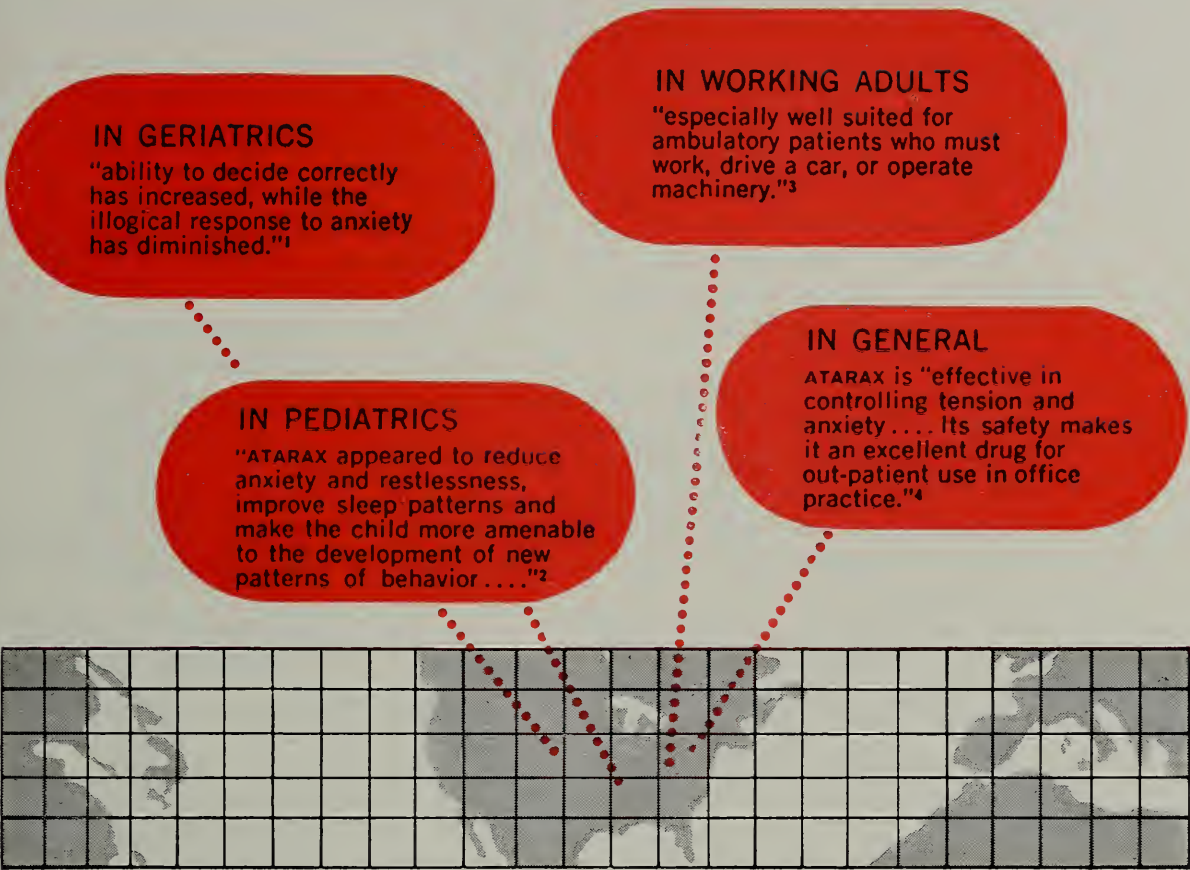 IN GERIATRICS
"ability to decide correctly
has increased, while the
illogical response to anxiety
has diminished."1
IN WORKING ADULTS
"especially well suited for
ambulatory patients who must
work, drive a car, or operate
machinery."3
IN PEDIATRICS
"ATARAX appeared to reduce
anxiety and restlessness,
improve sleep patterns and
make the child more amenable
to the development of new
patterns of behavior...."2
IN GENERAL
ATARAX is "effective in
controlling tension and
anxiety.... Its safety makes
it an excellent drug for
out-patient use in office
practice."4